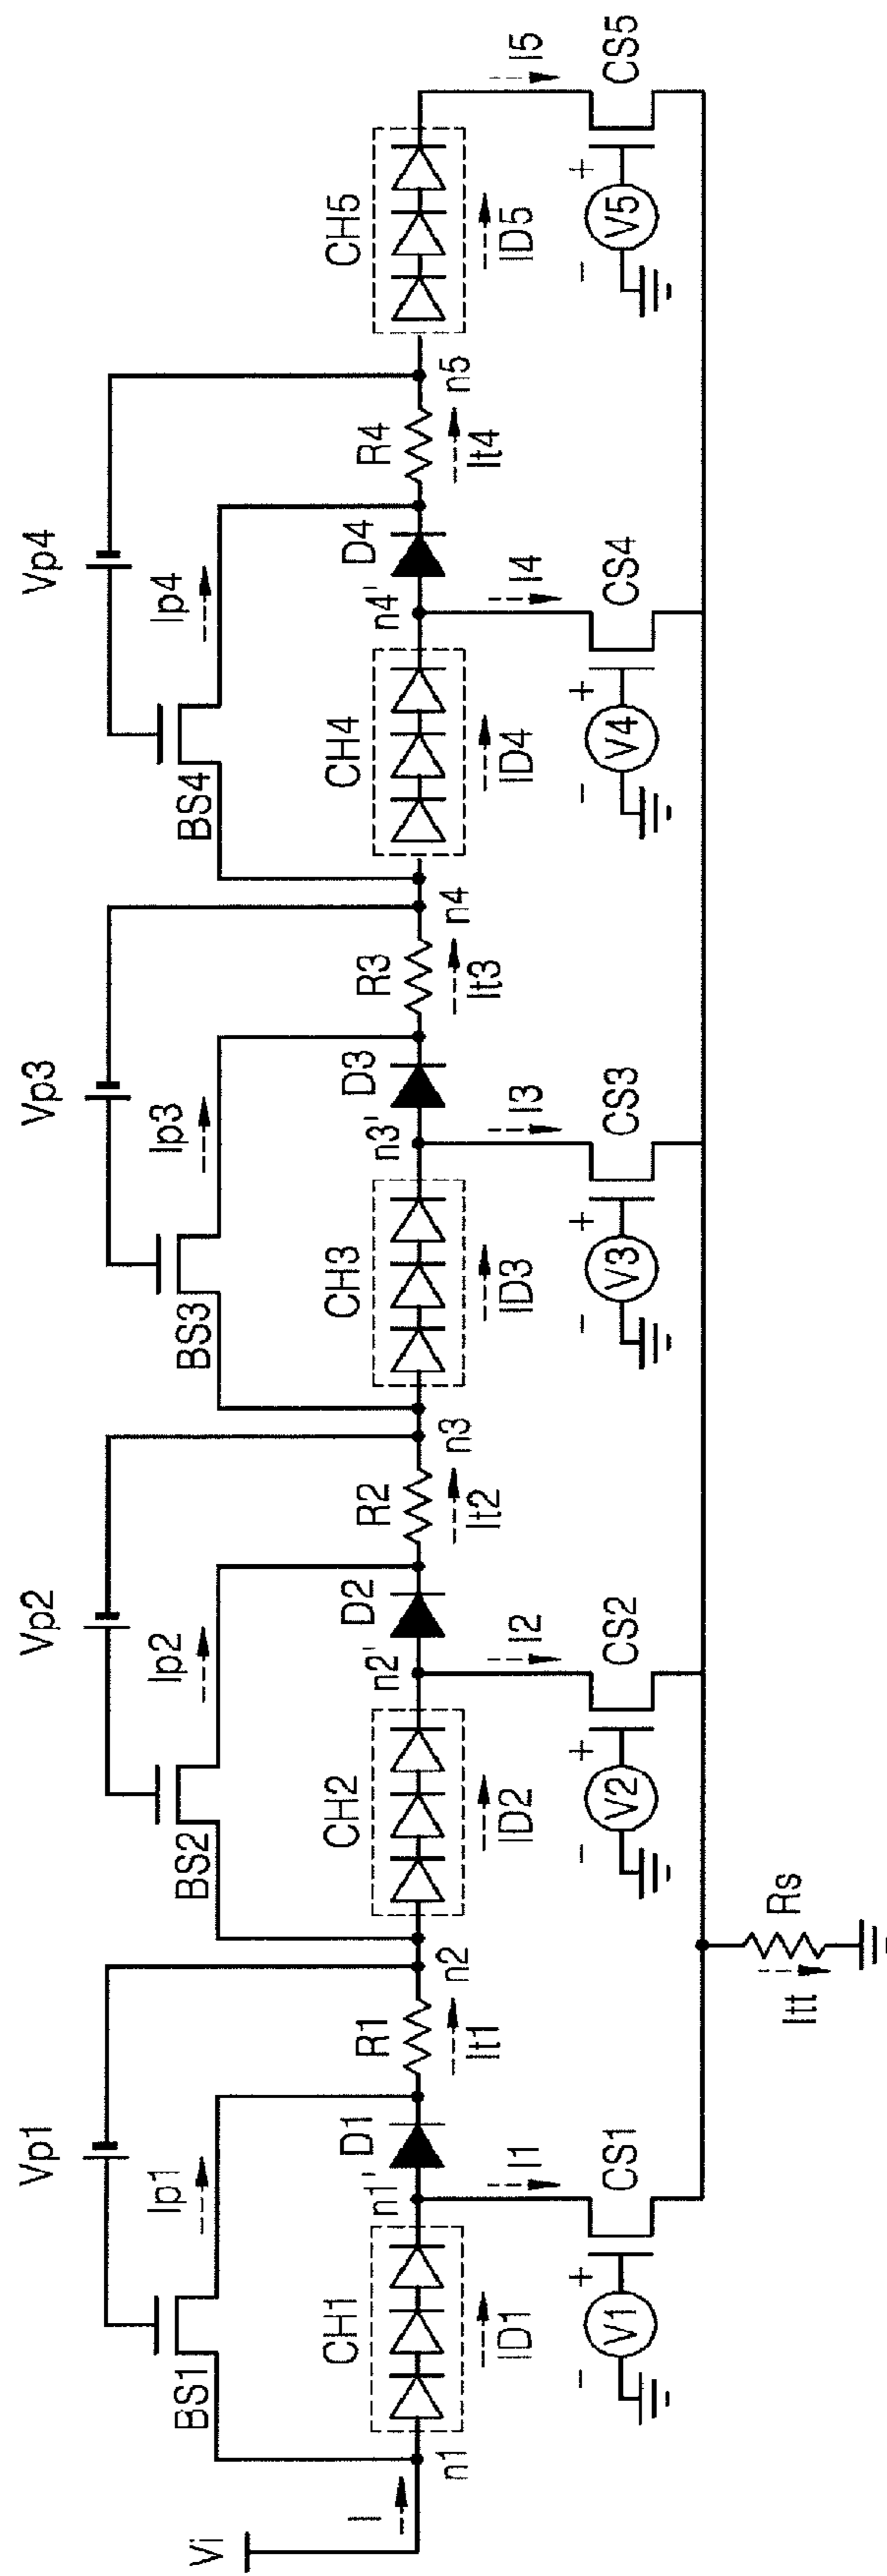 Vp1
Vp2
Vp3
Vp4
Ip1
Ip2
Ip3
Ip4
BS1
BS2
BS3
BS4
CH1
D1
R1
CH2
D2
R2
CH3
D3
R3
CH4
D4
R4
CH5
Vi
I
n1
n1'
n2
n2'
n3
n3'
n4
n4'
n5
ID1
It1
ID2
It2
ID3
It3
ID4
It4
ID5
I1
I2
I3
I4
I5
- V1 +
CS1
- V2 +
CS2
- V3 +
CS3
- V4 +
CS4
- V5 +
CS5
Itt
Rs